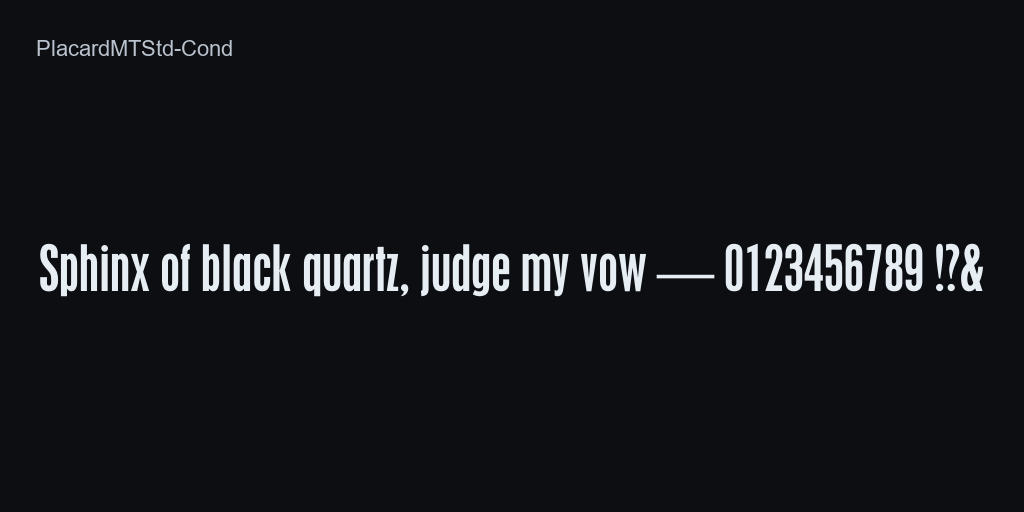 PlacardMTStd-Cond
Sphinx of black quartz, judge my vow — 0123456789 !?&